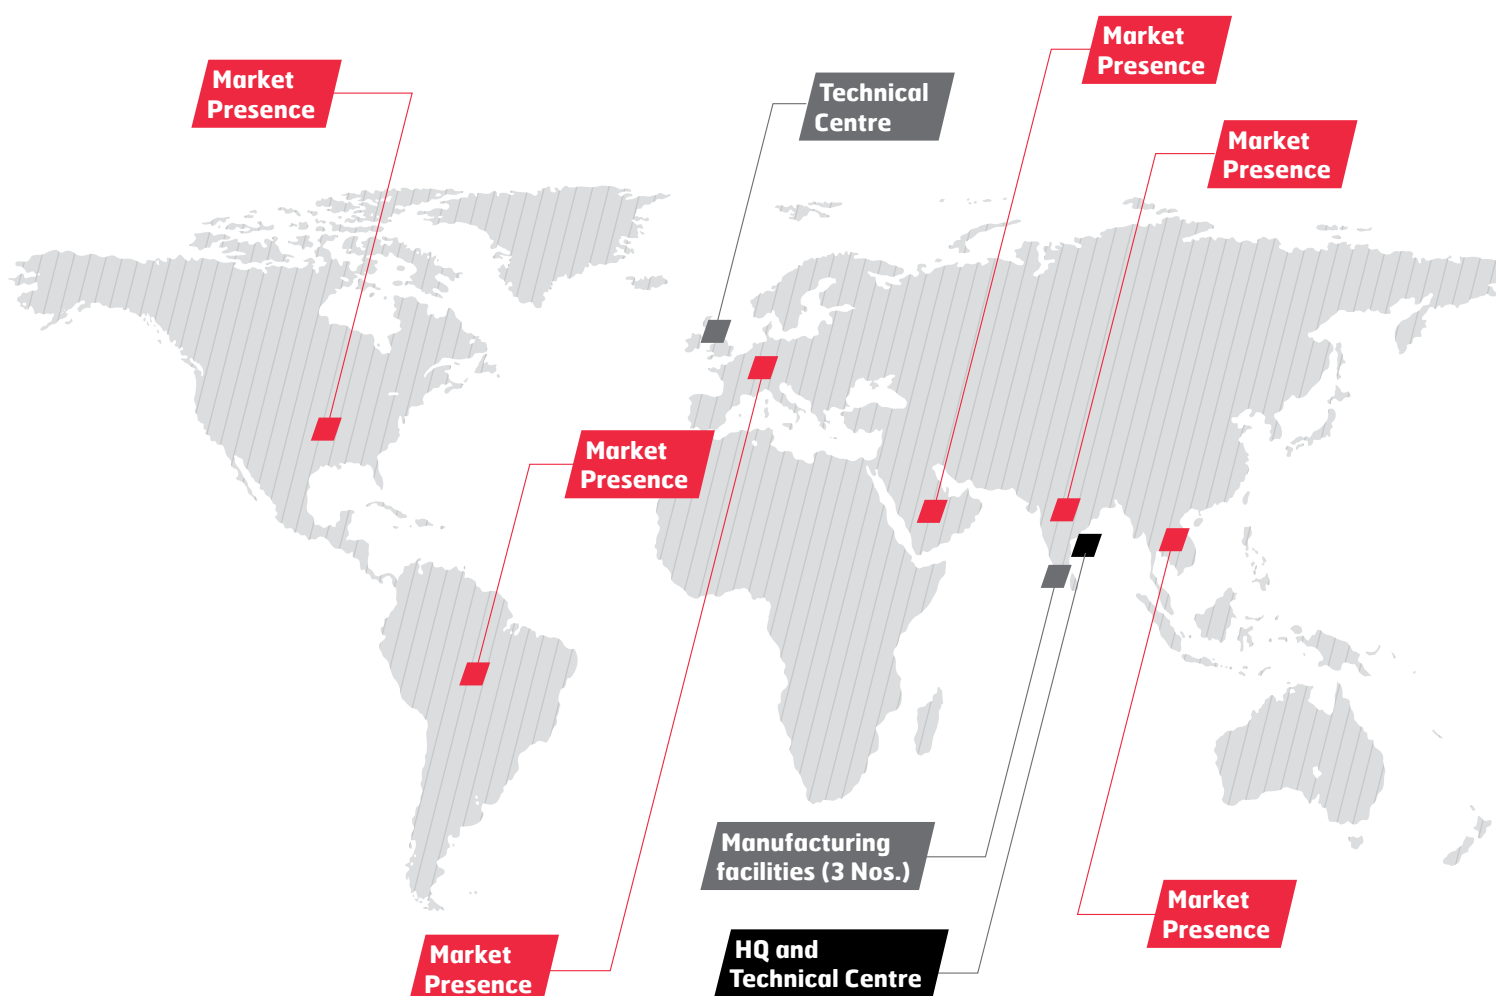 Market
Presence
Technical
Centre
Market
Presence
Market
Presence
Market
Presence
Manufacturing
facilities (3 Nos.)
Market
Presence
HQ and
Technical Centre
Market
Presence